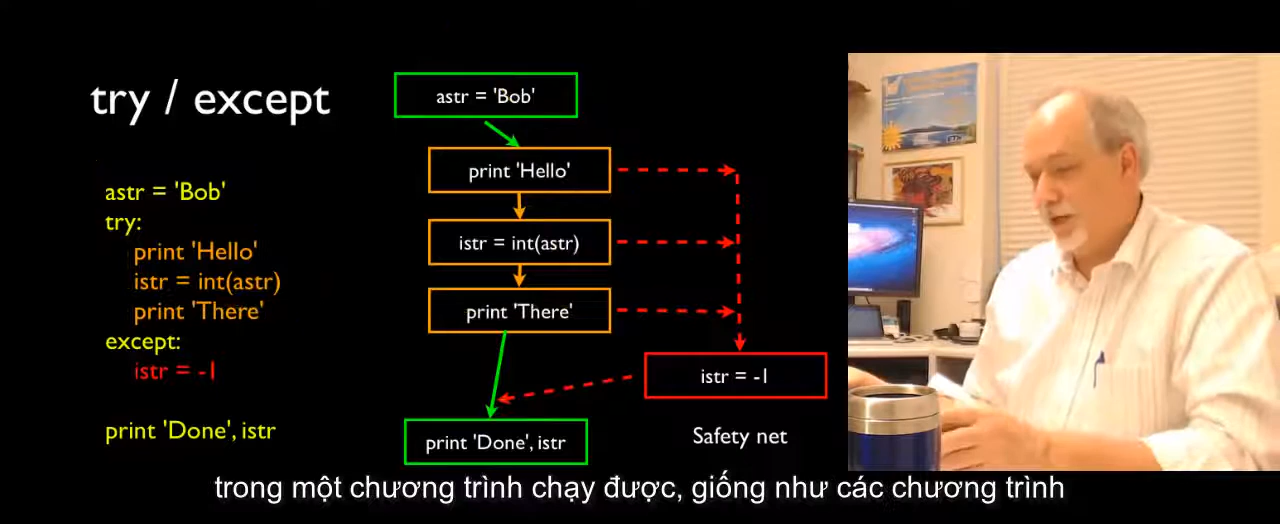 try / except
astr = 'Bob'
try:
print 'Hello'
istr = int(astr)
print 'There'
except:
istr = -1
print 'Done', istr
astr = 'Bob'
print 'Hello'
istr = int(astr)
print 'There'
istr = -1
print 'Done', istr
Safety net
trong một chương trình chạy được, giống như các chương trình